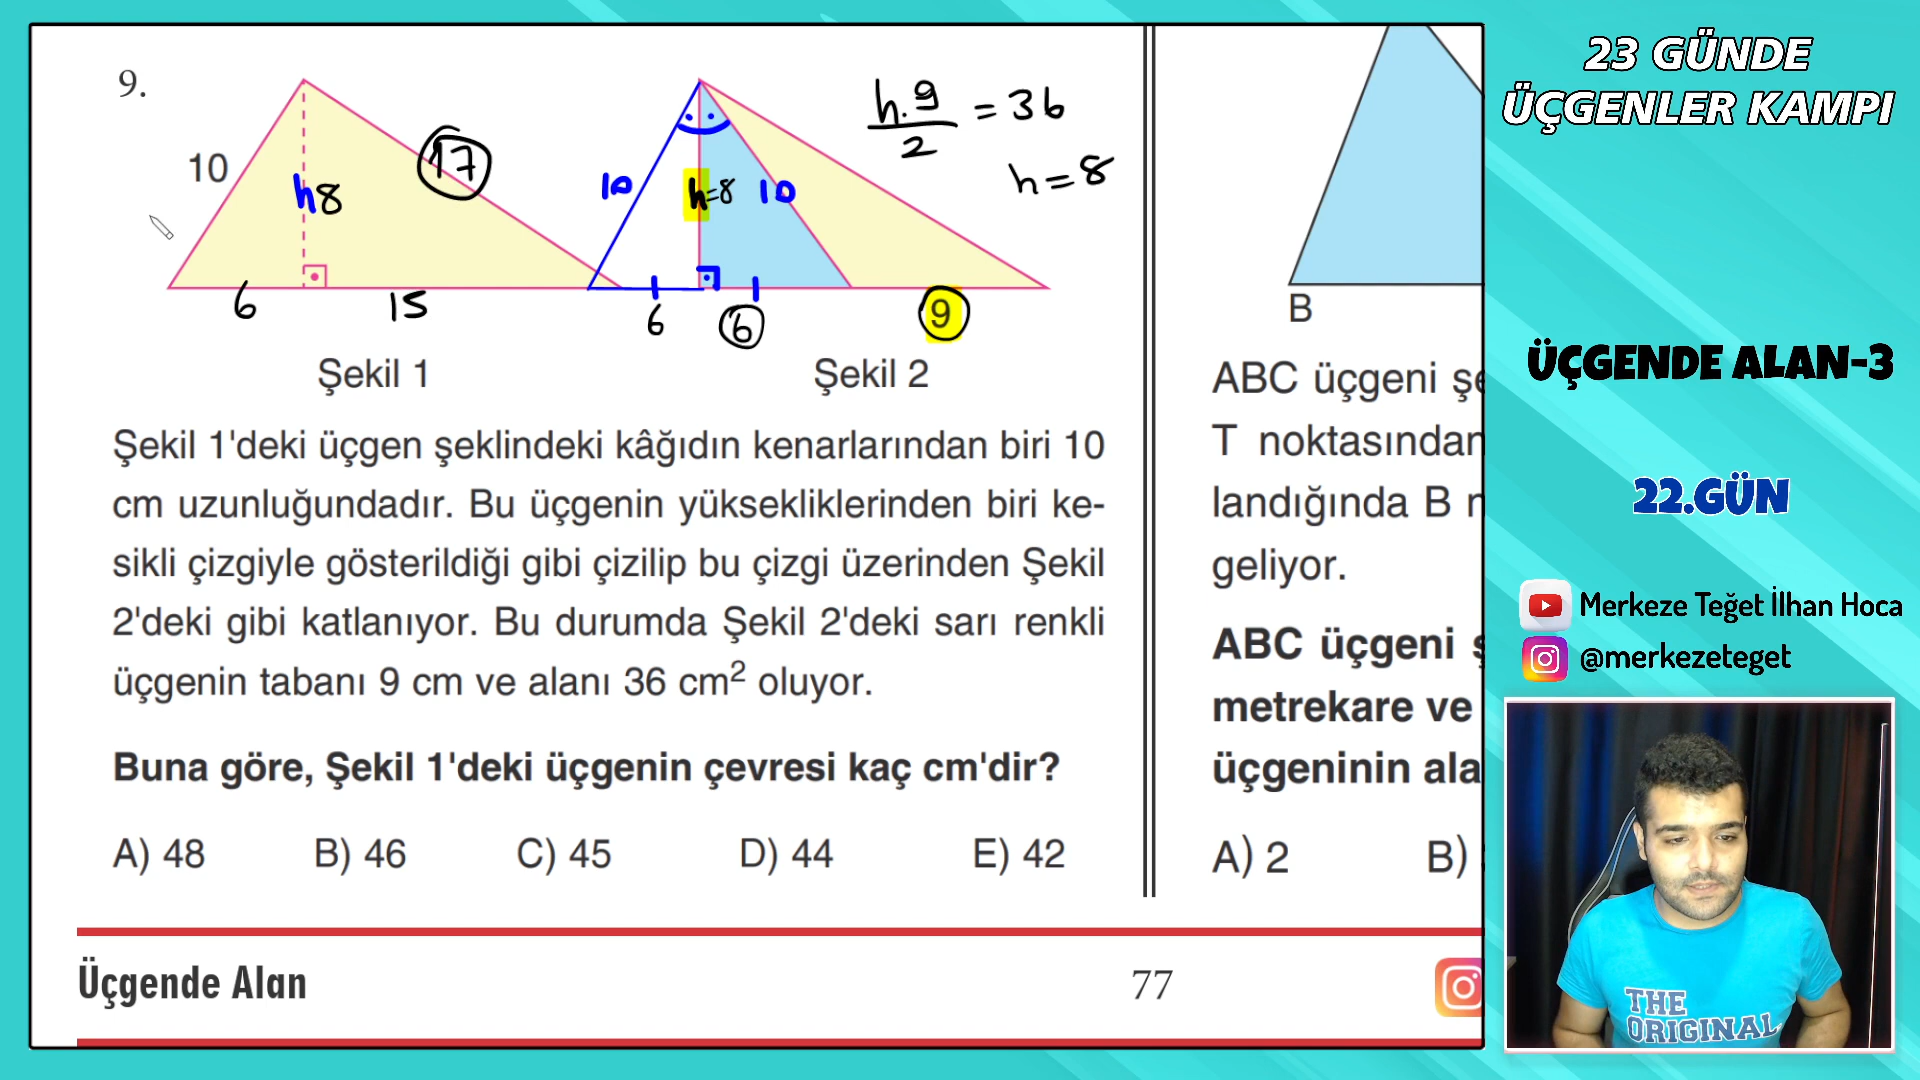 9.
10
h8
17
6
15
Şekil 1
10
h=8
10
6
6
9
Şekil 2
h.9
2
= 36
h=8
Şekil 1'deki üçgen şeklindeki kâğıdın kenarlarından biri 10
cm uzunluğundadır. Bu üçgenin yüksekliklerinden biri ke-
sikli çizgiyle gösterildiği gibi çizilip bu çizgi üzerinden Şekil
2'deki gibi katlanıyor. Bu durumda Şekil 2'deki sarı renkli
üçgenin tabanı 9 cm ve alanı 36 cm² oluyor.
Buna göre, Şekil 1'deki üçgenin çevresi kaç cm'dir?
A) 48 B) 46 C) 45 D) 44 E) 42
Üçgende Alan
77
B
ABC üçgeni
T noktasından
landığında B
geliyor.
ABC üçgeni
metrekare ve
üçgeninin
A) 2 B)
23 GÜNDE
ÜÇGENLER KAMPI
ÜÇGENDE ALAN-3
22.GÜN
Merkeze Teğet İlhan Hoca
@merkezeteget
THE
ORIGINAL